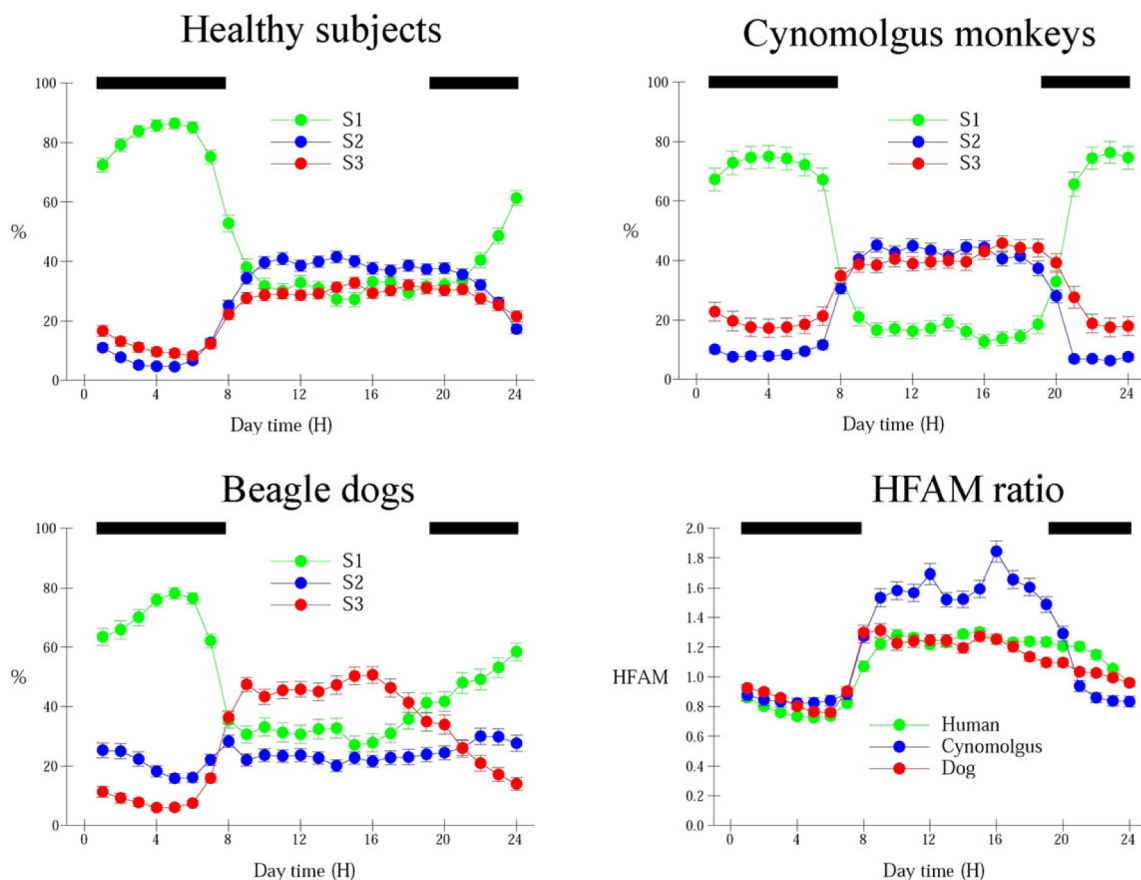 Healthy subjects
100
80
60
40
20
0
%
S1
S2
S3
0 4 8 12 16 20 24
Day time (H)
Cynomolgus monkeys
100
80
60
40
20
0
%
S1
S2
S3
0 4 8 12 16 20 24
Day time (H)
Beagle dogs
100
80
60
40
20
0
%
S1
S2
S3
0 4 8 12 16 20 24
Day time (H)
HFAM ratio
2.0
1.8
1.6
1.4
1.2
1.0
0.8
0.6
0.4
0.2
0.0
HFAM
Human
Cynomolgus
Dog
0 4 8 12 16 20 24
Day time (H)